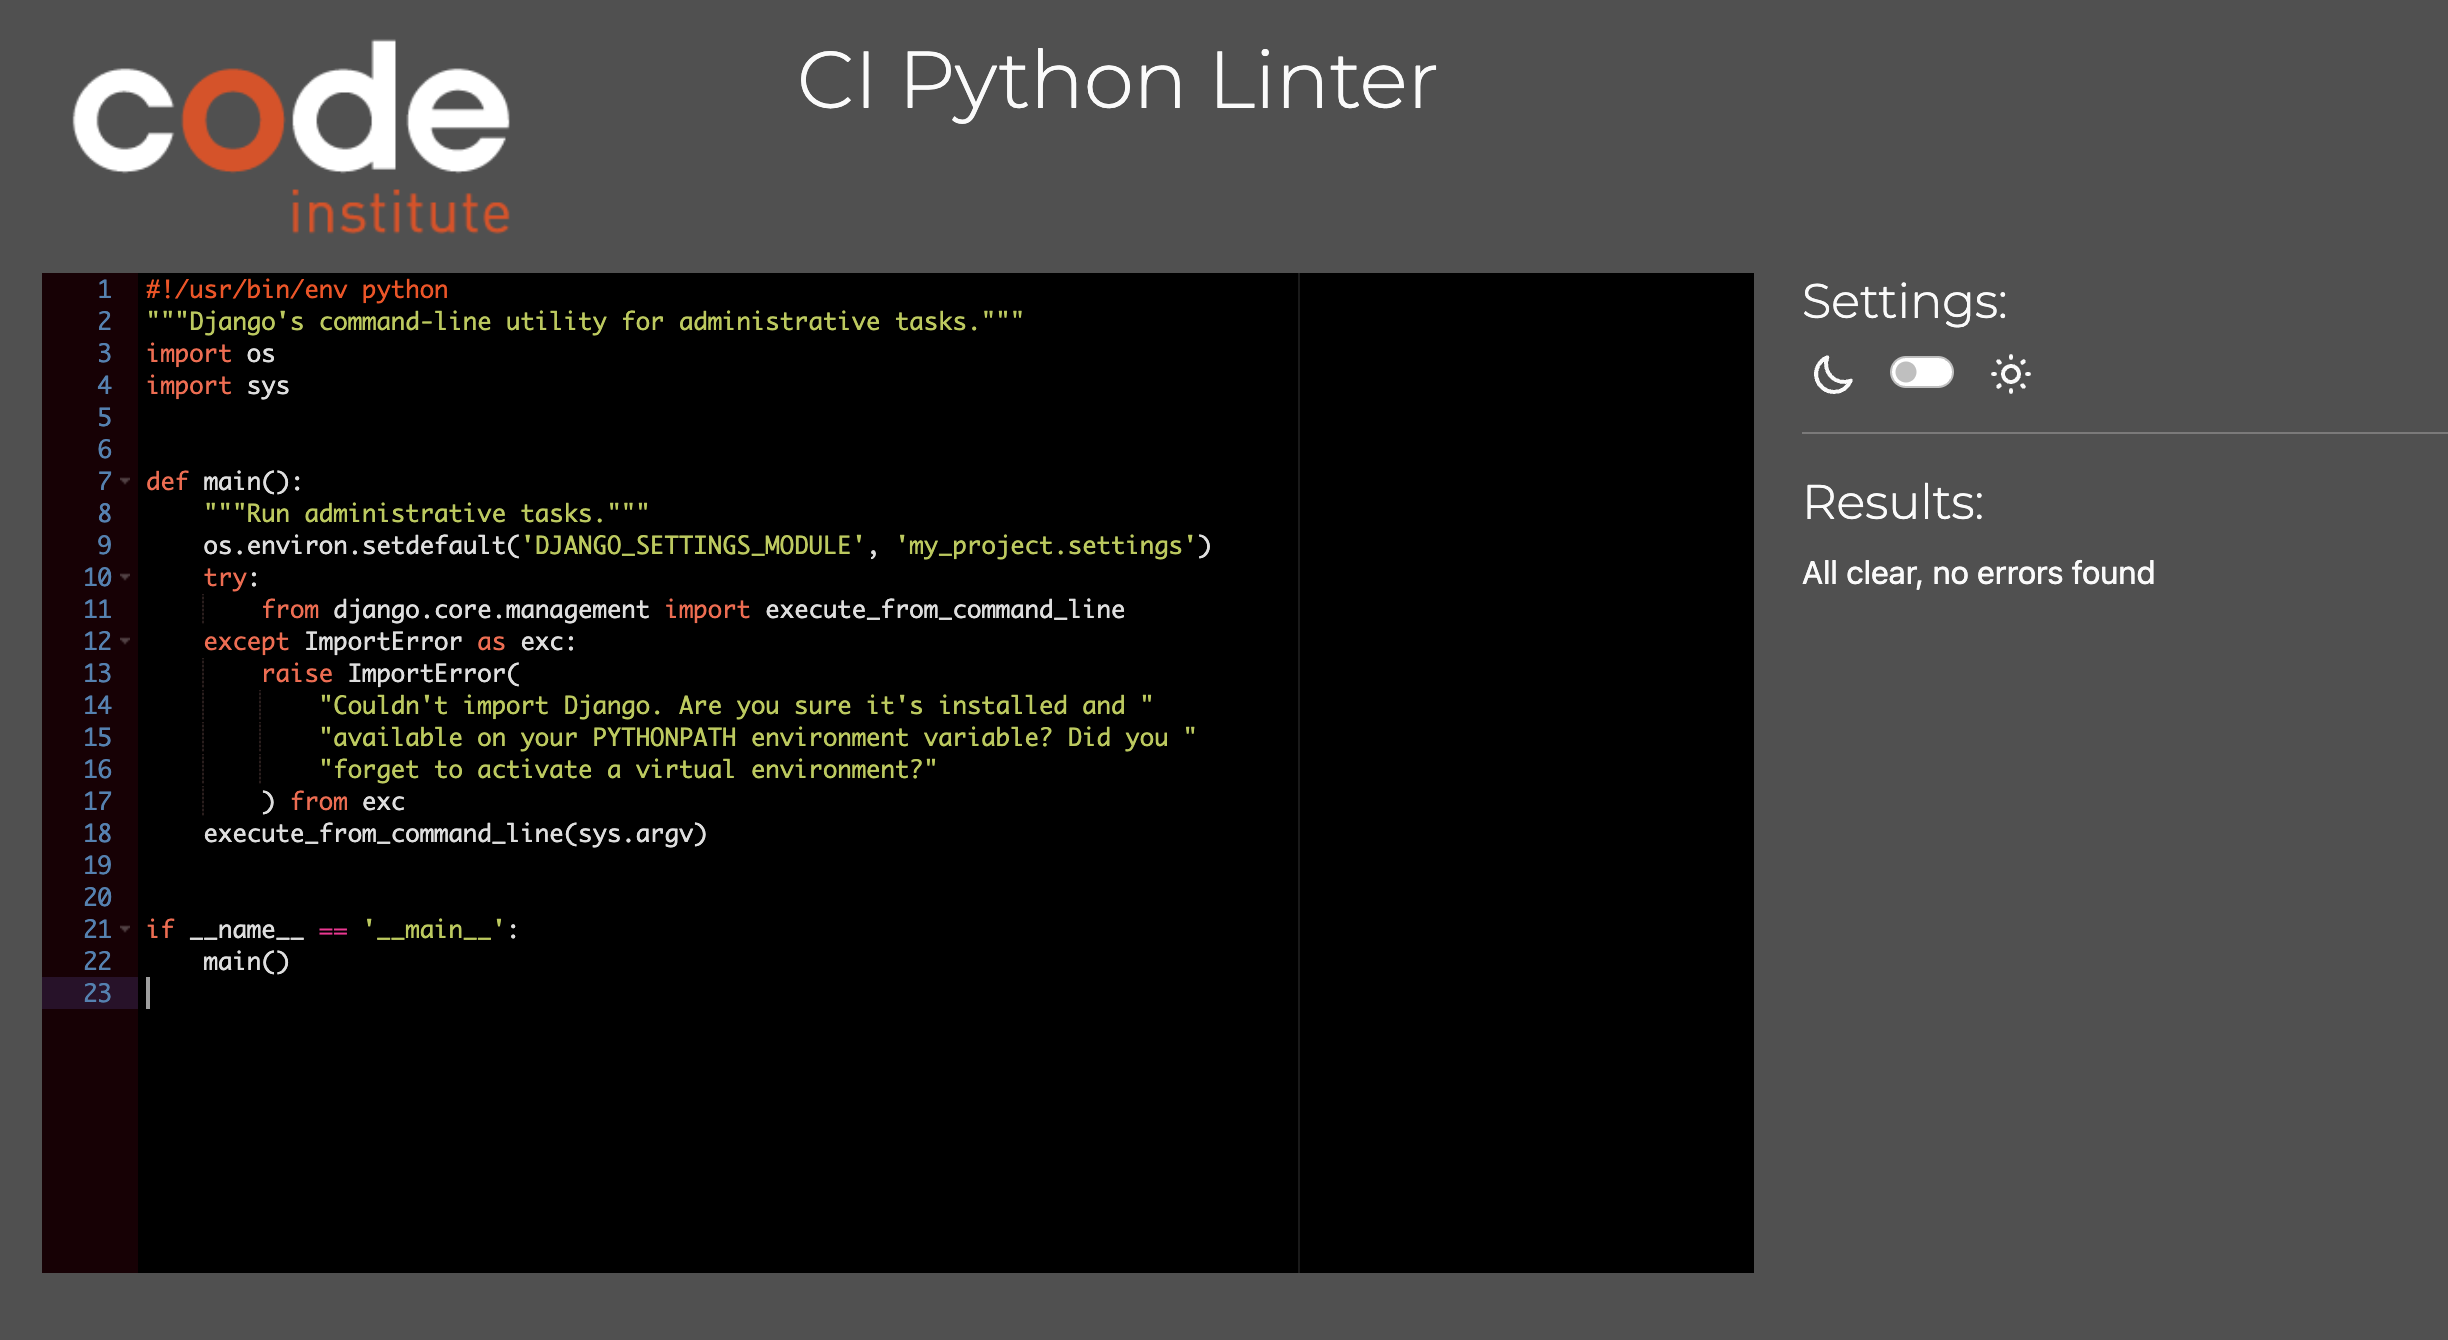 code
institute
CI Python Linter
1 #!/usr/bin/env python
2 """Django's command-line utility for administrative tasks."""
3 import os
4 import sys
5
6
7 def main():
8     """Run administrative tasks."""
9     os.environ.setdefault('DJANGO_SETTINGS_MODULE', 'my_project.settings')
10     try:
11         from django.core.management import execute_from_command_line
12     except ImportError as exc:
13         raise ImportError(
14             "Couldn't import Django. Are you sure it's installed and "
15             "available on your PYTHONPATH environment variable? Did you "
16             "forget to activate a virtual environment?"
17         ) from exc
18     execute_from_command_line(sys.argv)
19
20
21 if __name__ == '__main__':
22     main()
23
Settings:
Results:
All clear, no errors found